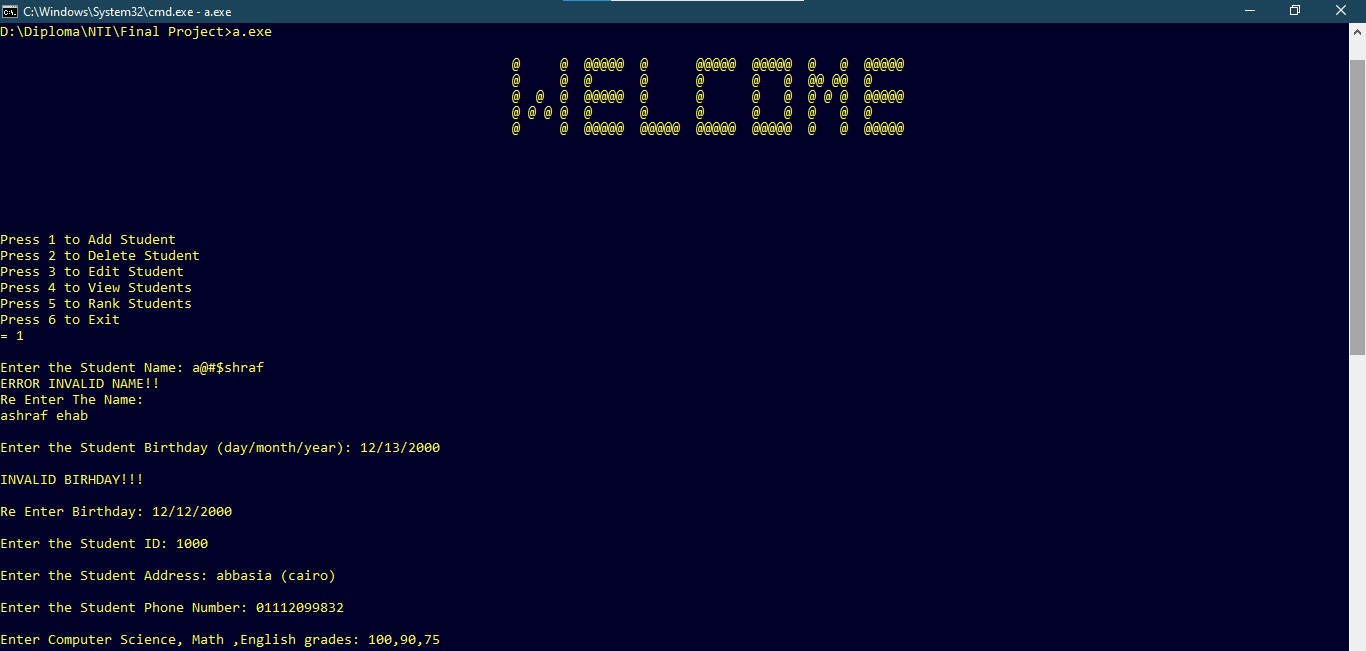 C:\Windows\System32\cmd.exe - a.exe
D:\Diploma\NTI\Final Project>a.exe
WELCOME
Press 1 to Add Student
Press 2 to Delete Student
Press 3 to Edit Student
Press 4 to View Students
Press 5 to Rank Students
Press 6 to Exit
= 1
Enter the Student Name: a@#$shraf
ERROR INVALID NAME!!
Re Enter The Name:
ashraf ehab
Enter the Student Birthday (day/month/year): 12/13/2000
INVALID BIRHDAY!!!
Re Enter Birthday: 12/12/2000
Enter the Student ID: 1000
Enter the Student Address: abbasia (cairo)
Enter the Student Phone Number: 01112099832
Enter Computer Science, Math ,English grades: 100,90,75